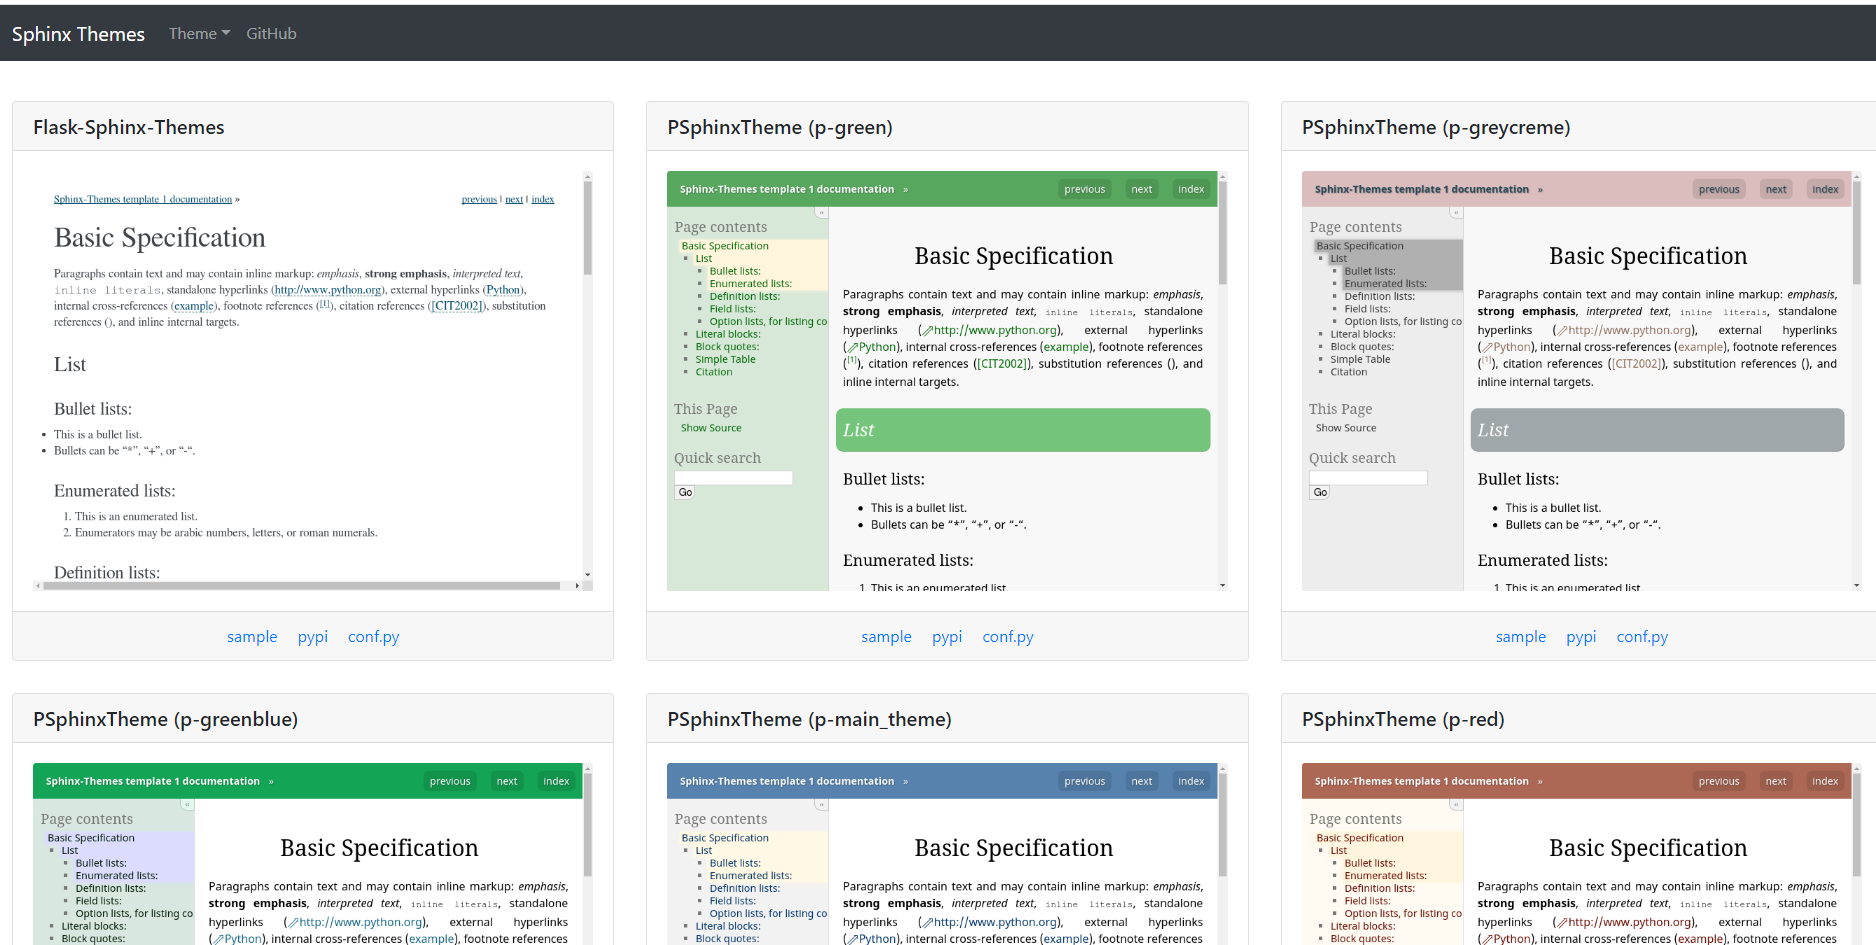 Sphinx Themes Theme GitHub
Flask-Sphinx-Themes
Sphinx-Themes template 1 documentation » previous | next | index
Basic Specification
Paragraphs contain text and may contain inline markup: emphasis, strong emphasis, interpreted text,
inline literals, standalone hyperlinks (http://www.python.org), external hyperlinks (Python),
internal cross-references (example), footnote references ([1]), citation references ([CIT2002]), substitution
references (), and inline internal targets.
List
Bullet lists:
• This is a bullet list.
• Bullets can be “*”, “+”, or “-“.
Enumerated lists:
1. This is an enumerated list.
2. Enumerators may be arabic numbers, letters, or roman numerals.
Definition lists:
sample pypi conf.py
PSphinxTheme (p-green)
Sphinx-Themes template 1 documentation » previous next index
«
Page contents
Basic Specification
List
Bullet lists:
Enumerated lists:
Definition lists:
Field lists:
Option lists, for listing co
Literal blocks:
Block quotes:
Simple Table
Citation
This Page
Show Source
Quick search
Go
Basic Specification
Paragraphs contain text and may contain inline markup: emphasis,
strong emphasis, interpreted text, inline literals, standalone
hyperlinks (http://www.python.org), external hyperlinks
(Python), internal cross-references (example), footnote references
([1]), citation references ([CIT2002]), substitution references (), and
inline internal targets.
List
Bullet lists:
• This is a bullet list.
• Bullets can be “*”, “+”, or “-“.
Enumerated lists:
1. This is an enumerated list.
sample pypi conf.py
PSphinxTheme (p-greycreme)
Sphinx-Themes template 1 documentation » previous next index
«
Page contents
Basic Specification
List
Bullet lists:
Enumerated lists:
Definition lists:
Field lists:
Option lists, for listing co
Literal blocks:
Block quotes:
Simple Table
Citation
This Page
Show Source
Quick search
Go
Basic Specification
Paragraphs contain text and may contain inline markup: emphasis,
strong emphasis, interpreted text, inline literals, standalone
hyperlinks (http://www.python.org), external hyperlinks
(Python), internal cross-references (example), footnote references
([1]), citation references ([CIT2002]), substitution references (), and
inline internal targets.
List
Bullet lists:
• This is a bullet list.
• Bullets can be “*”, “+”, or “-“.
Enumerated lists:
1. This is an enumerated list.
sample pypi conf.py
PSphinxTheme (p-greenblue)
Sphinx-Themes template 1 documentation » previous next index
«
Page contents
Basic Specification
List
Bullet lists:
Enumerated lists:
Definition lists:
Field lists:
Option lists, for listing co
Literal blocks:
Block quotes:
Basic Specification
Paragraphs contain text and may contain inline markup: emphasis,
strong emphasis, interpreted text, inline literals, standalone
hyperlinks (http://www.python.org), external hyperlinks
(Python), internal cross-references (example), footnote references
PSphinxTheme (p-main_theme)
Sphinx-Themes template 1 documentation » previous next index
«
Page contents
Basic Specification
List
Bullet lists:
Enumerated lists:
Definition lists:
Field lists:
Option lists, for listing co
Literal blocks:
Block quotes:
Basic Specification
Paragraphs contain text and may contain inline markup: emphasis,
strong emphasis, interpreted text, inline literals, standalone
hyperlinks (http://www.python.org), external hyperlinks
(Python), internal cross-references (example), footnote references
PSphinxTheme (p-red)
Sphinx-Themes template 1 documentation » previous next index
«
Page contents
Basic Specification
List
Bullet lists:
Enumerated lists:
Definition lists:
Field lists:
Option lists, for listing co
Literal blocks:
Block quotes:
Basic Specification
Paragraphs contain text and may contain inline markup: emphasis,
strong emphasis, interpreted text, inline literals, standalone
hyperlinks (http://www.python.org), external hyperlinks
(Python), internal cross-references (example), footnote references